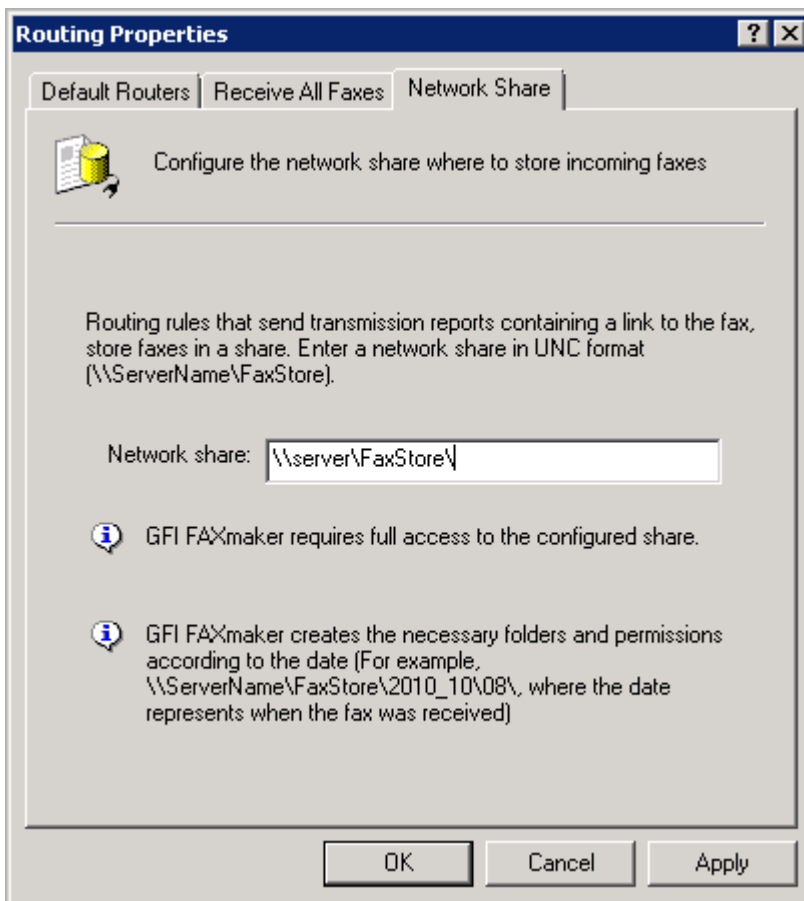 Routing Properties
Default Routers
Receive All Faxes
Network Share
Configure the network share where to store incoming faxes
Routing rules that send transmission reports containing a link to the fax,
store faxes in a share. Enter a network share in UNC format
(\\ServerName\FaxStore).
Network share: \\server\FaxStore\
GFI FAXmaker requires full access to the configured share.
GFI FAXmaker creates the necessary folders and permissions
according to the date (For example,
\\ServerName\FaxStore\2010_10\08\, where the date
represents when the fax was received)
OK
Cancel
Apply